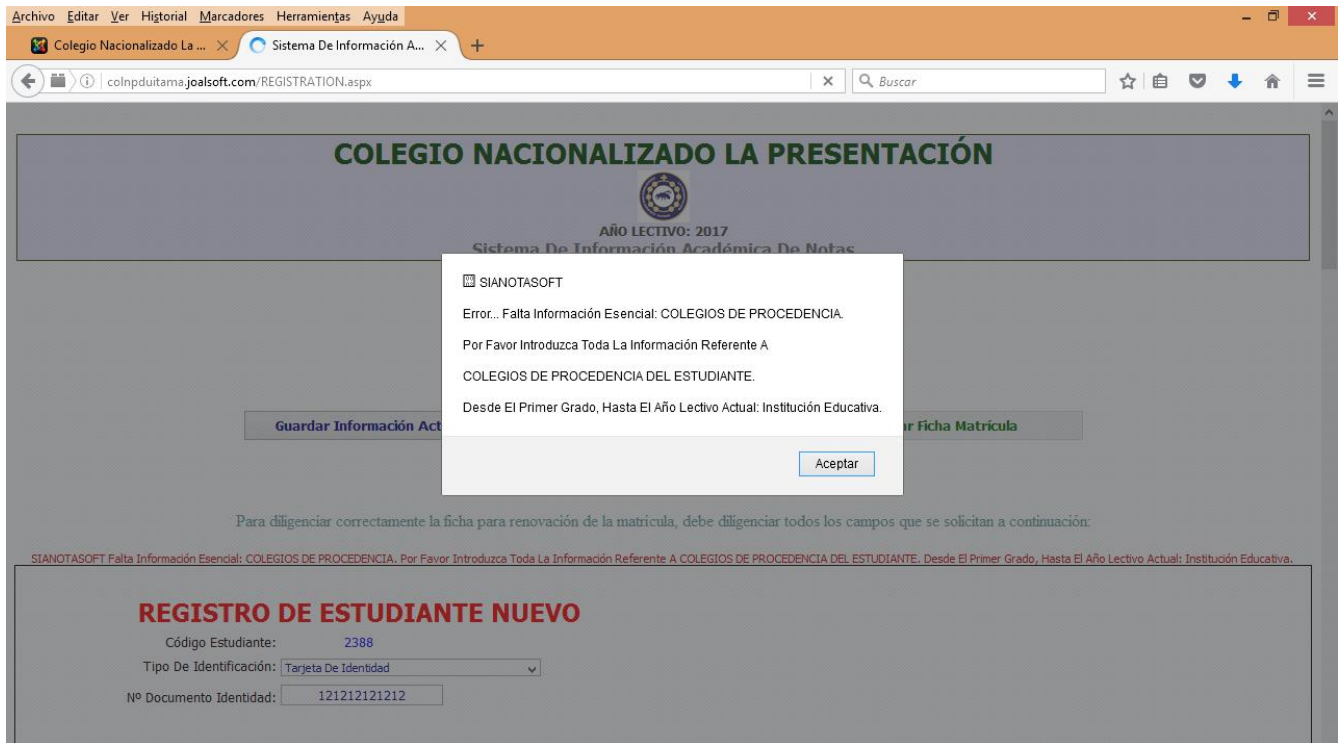 Archivo Editar Ver Historial Marcadores Herramientas Ayuda
Colegio Nacionalizado La ... Sistema De Información A...
colnpduitama.joalsoft.com/REGISTRATION.aspx Buscar
COLEGIO NACIONALIZADO LA PRESENTACIÓN
AÑO LECTIVO: 2017
Sistema De Información Académica De Notas
SIANOTASOFT
Error... Falta Información Esencial: COLEGIOS DE PROCEDENCIA.
Por Favor Introduzca Toda La Información Referente A
COLEGIOS DE PROCEDENCIA DEL ESTUDIANTE.
Desde El Primer Grado, Hasta El Año Lectivo Actual: Institución Educativa.
Aceptar
Guardar Información Act r Ficha Matrícula
Para diligenciar correctamente la ficha para renovación de la matricula, debe diligenciar todos los campos que se solicitan a continuación:
SIANOTASOFT Falta Información Esencial: COLEGIOS DE PROCEDENCIA. Por Favor Introduzca Toda La Información Referente A COLEGIOS DE PROCEDENCIA DEL ESTUDIANTE. Desde El Primer Grado, Hasta El Año Lectivo Actual: Institución Educativa.
REGISTRO DE ESTUDIANTE NUEVO
Código Estudiante: 2388
Tipo De Identificación: Tarjeta De Identidad
Nº Documento Identidad: 121212121212